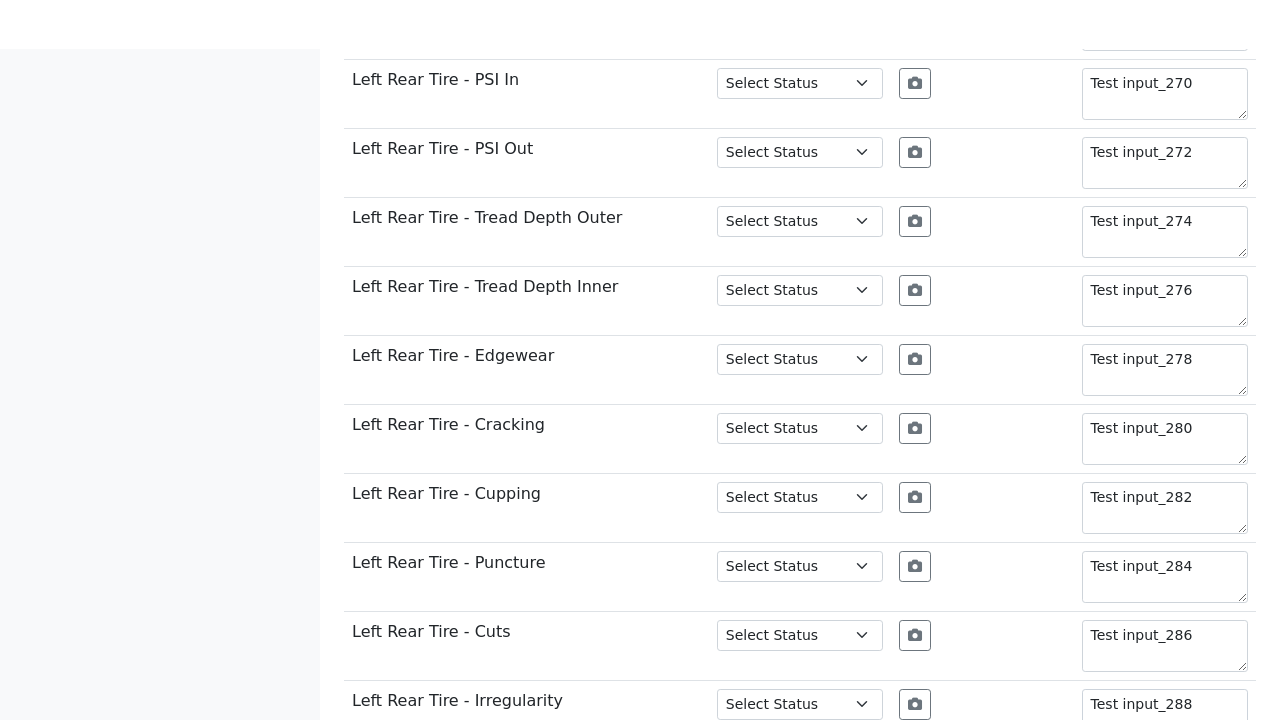 Left Rear Tire - PSI In Select Status Test input_270
Left Rear Tire - PSI Out Select Status Test input_272
Left Rear Tire - Tread Depth Outer Select Status Test input_274
Left Rear Tire - Tread Depth Inner Select Status Test input_276
Left Rear Tire - Edgewear Select Status Test input_278
Left Rear Tire - Cracking Select Status Test input_280
Left Rear Tire - Cupping Select Status Test input_282
Left Rear Tire - Puncture Select Status Test input_284
Left Rear Tire - Cuts Select Status Test input_286
Left Rear Tire - Irregularity Select Status Test input_288